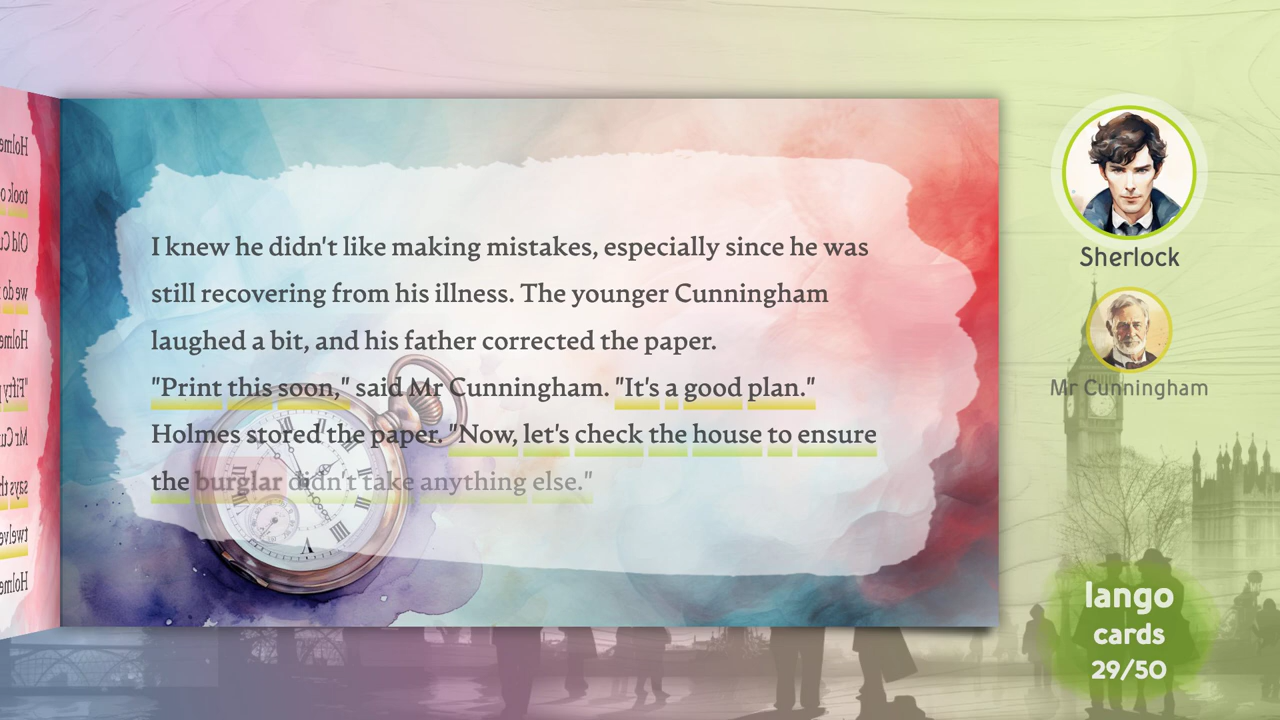 I knew he didn't like making mistakes, especially since he was
still recovering from his illness. The younger Cunningham
laughed a bit, and his father corrected the paper.
"Print this soon," said Mr Cunningham. "It's a good plan."
Holmes stored the paper. "Now, let's check the house to ensure
the burglar didn't take anything else."
Sherlock
Mr Cunningham
lango
cards
29/50